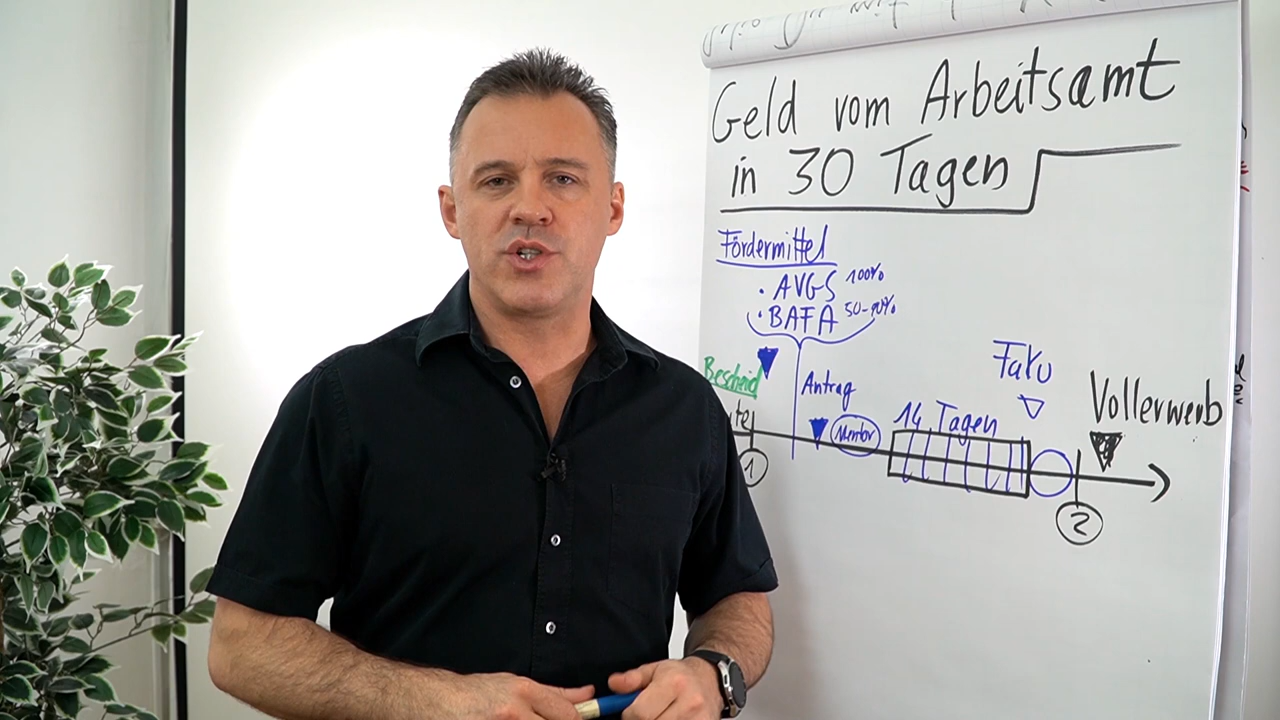 Geld vom Arbeitsamt
in 30 Tagen
Fördermittel
· AVGS 100%
· BAFA 50-90%
Bescheid
Antrag
Mentor
14 Tagen
FaKu
Vollerwerb
1
2